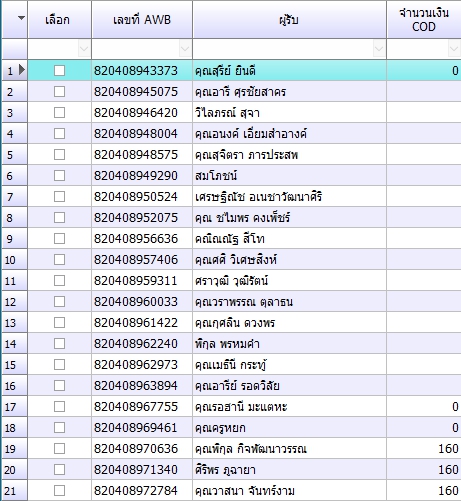 เลือก เลขที่ AWB ผู้รับ จำนวนเงิน COD
1 820408943373 คุณสุรีย์ ยินดี 0
2 820408945075 คุณอารี ศุรชัยสาคร
3 820408946420 วิไลภรณ์ สุจา
4 820408948004 คุณอนงค์ เอี่ยมสำอางค์
5 820408948575 คุณสุจิตรา ภารประสพ
6 820408949290 สมโภชน์
7 820408950524 เศรษฐิณัช อเนชาวัฒนาศิริ
8 820408952075 คุณ ชไมพร คงเพ็ชร์
9 820408956636 คณิณณัฐ สีโท
10 820408957406 คุณศศิ วิเศษสิงห์
11 820408959311 ศราวุฒิ วุฒิรัตน์
12 820408960033 คุณวราพรรณ ตุลาธน
13 820408961422 คุณกุศลิน ดวงพร
14 820408962240 พิกุล พรหมคำ
15 820408962973 คุณเมธินี กระทู้
16 820408963894 คุณอารีย์ รอดวิลัย
17 820408967755 คุณรอฮานี มะแตหะ 0
18 820408969461 คุณครูหยก 0
19 820408970636 คุณพิกุล กิจพัฒนาวรรณ 160
20 820408971340 ศิริพร ภูฉายา 160
21 820408972784 คุณวาสนา จันทร์งาม 160